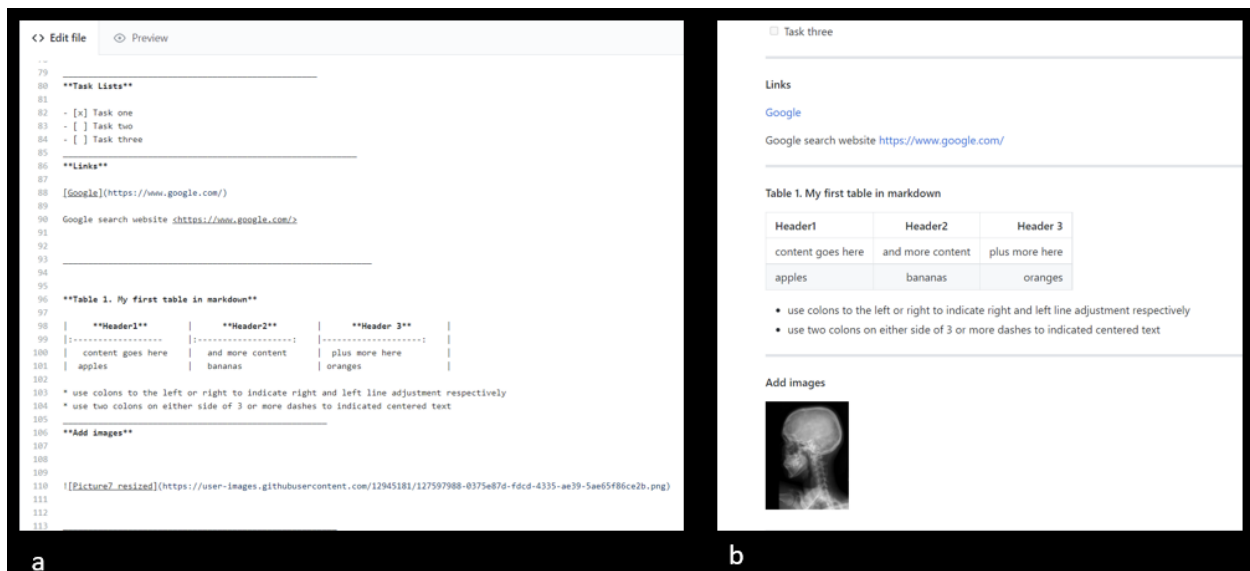 <> Edit file Preview
79 ____________________________________________
80 **Task Lists**
81
82 - [x] Task one
83 - [ ] Task two
84 - [ ] Task three
85 ____________________________________________
86 **Links**
87
88 [Google](https://www.google.com/)
89
90 Google search website <https://www.google.com/>
91
92
93 ____________________________________________
94
95
96 **Table 1. My first table in markdown**
97
98 | **Header1** | **Header2** | **Header 3** |
99 |:------------------ |:-------------------: |--------------------: |
100 | content goes here | and more content | plus more here |
101 | apples | bananas | oranges |
102
103 * use colons to the left or right to indicate right and left line adjustment respectively
104 * use two colons on either side of 3 or more dashes to indicated centered text
105 ____________________________________________
106 **Add images**
107
108
109
110 ![Picture7 resized](https://user-images.githubusercontent.com/12945181/127597988-0375e87d-fdcd-4335-ae39-5ae65f86ce2b.png)
111
112
113 ____________________________________________
a
Task three
Links
Google
Google search website https://www.google.com/
Table 1. My first table in markdown
Header1 Header2 Header 3
content goes here and more content plus more here
apples bananas oranges
• use colons to the left or right to indicate right and left line adjustment respectively
• use two colons on either side of 3 or more dashes to indicated centered text
Add images
b